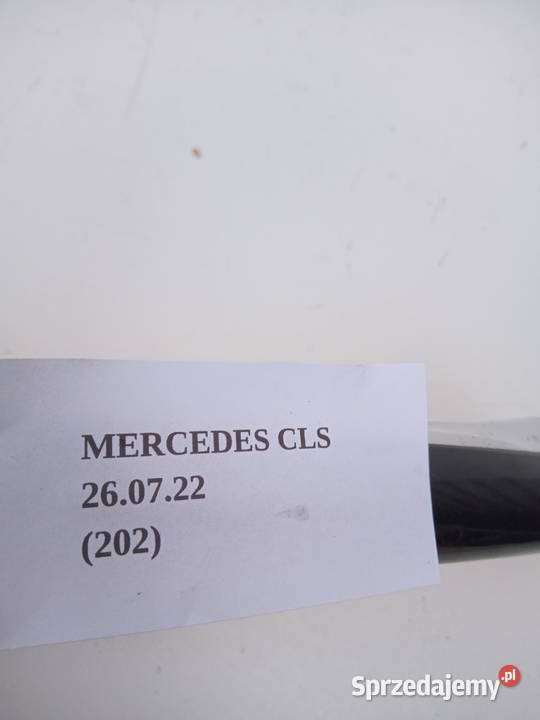 MERCEDES CLS
26.07.22
(202)
Sprzedajemy.pl